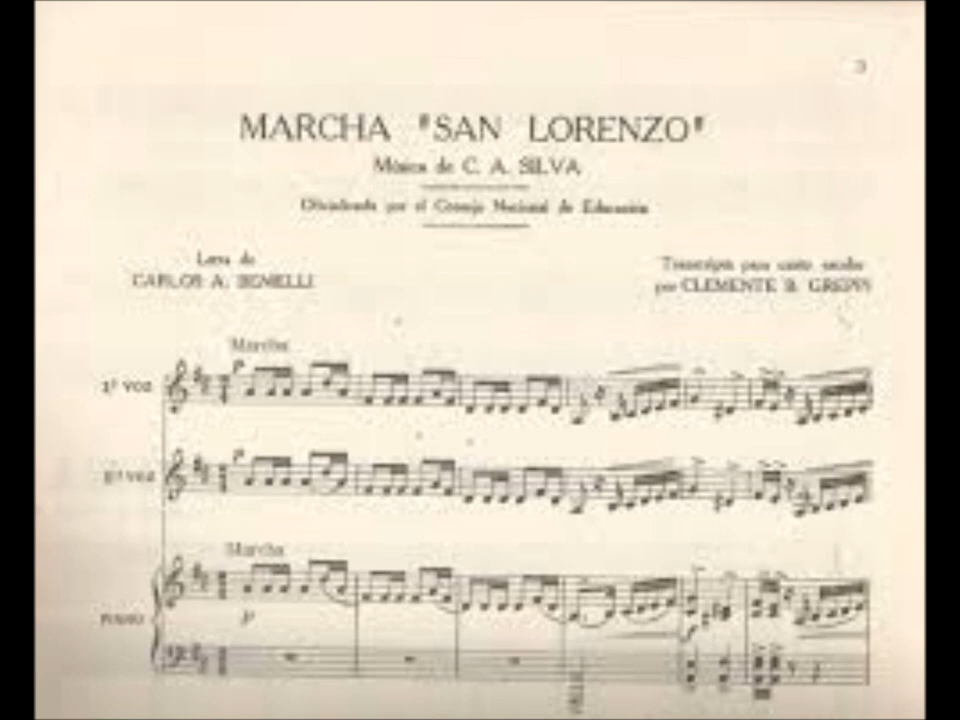 3
MARCHA "SAN LORENZO"
Música de C. A. SILVA
Oficializada por el Consejo Nacional de Educación
Letra de
CARLOS A. BENIELLI
Transcripta para canto escolar
por CLEMENTE B. GREPPI
Marcha
1ª VOZ
p
2ª VOZ
p
Marcha
PIANO
p
f